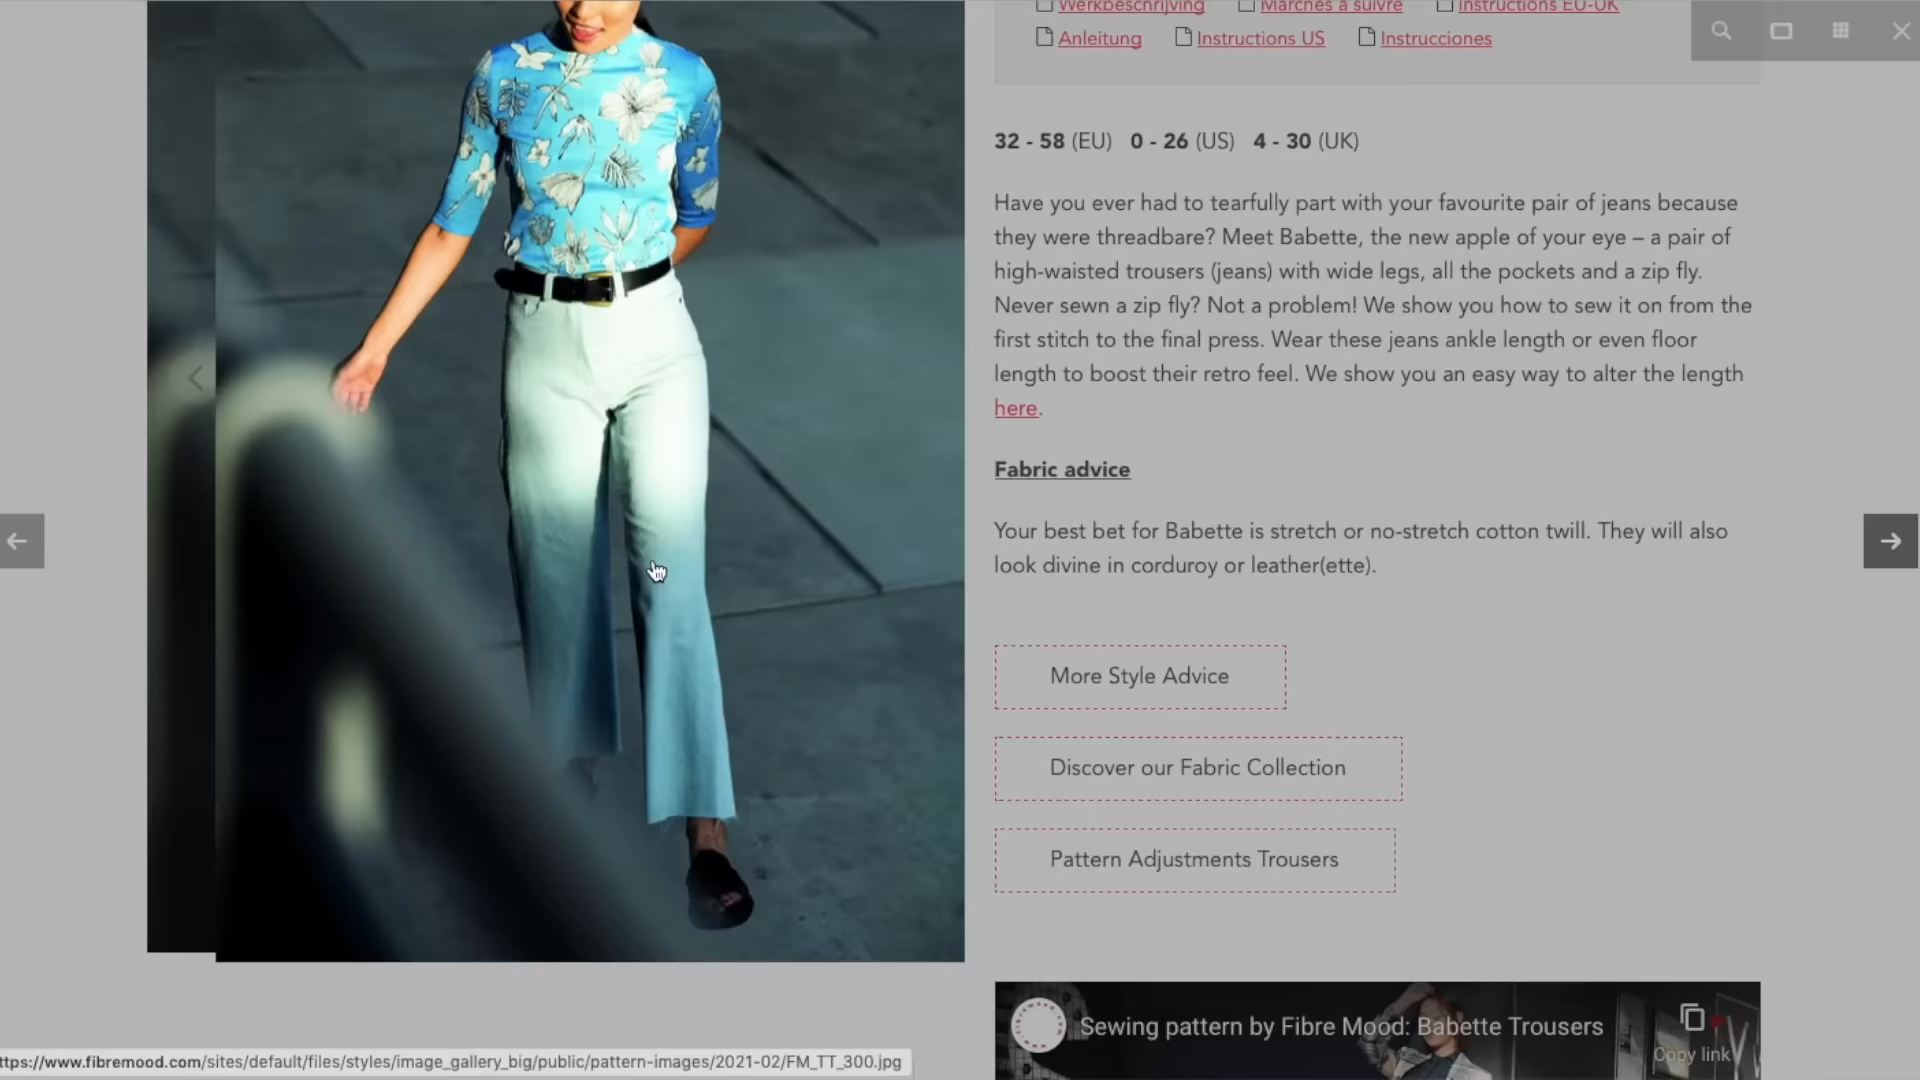 Werkbeschrijving Marches à suivre Instructions EU-UK
Anleitung Instructions US Instrucciones
32 - 58 (EU) 0 - 26 (US) 4 - 30 (UK)
Have you ever had to tearfully part with your favourite pair of jeans because
they were threadbare? Meet Babette, the new apple of your eye – a pair of
high-waisted trousers (jeans) with wide legs, all the pockets and a zip fly.
Never sewn a zip fly? Not a problem! We show you how to sew it on from the
first stitch to the final press. Wear these jeans ankle length or even floor
length to boost their retro feel. We show you an easy way to alter the length
here.
Fabric advice
Your best bet for Babette is stretch or no-stretch cotton twill. They will also
look divine in corduroy or leather(ette).
More Style Advice
Discover our Fabric Collection
Pattern Adjustments Trousers
Sewing pattern by Fibre Mood: Babette Trousers
Copy link
ttps://www.fibremood.com/sites/default/files/styles/image_gallery_big/public/pattern-images/2021-02/FM_TT_300.jpg